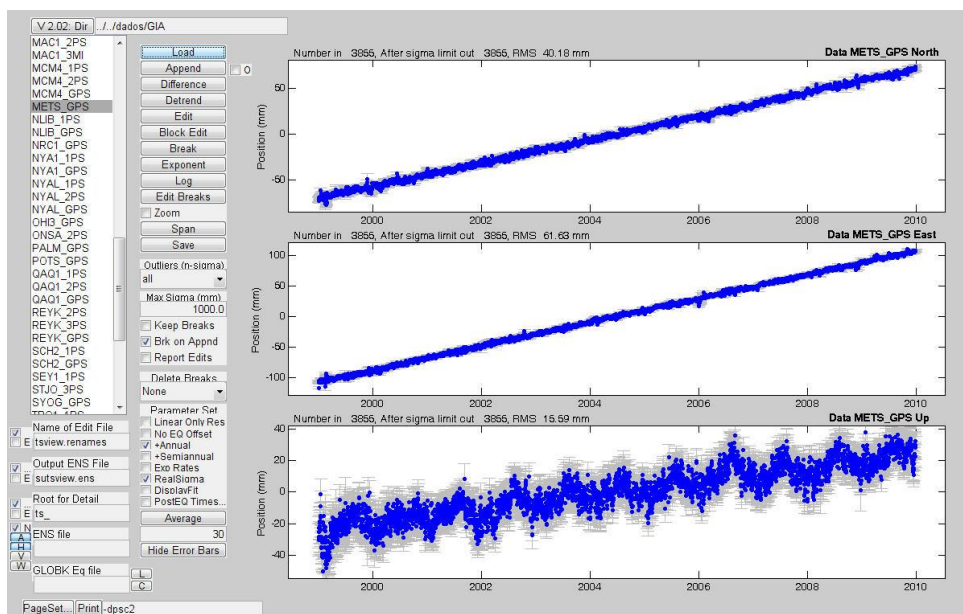 V 2.02: Dir ../../dados/GIA
MAC1_2PS
MAC1_3MI
MCM4_1PS
MCM4_2PS
MCM4_GPS
METS_GPS
NLIB_1PS
NLIB_GPS
NRC1_GPS
NYA1_1PS
NYA1_GPS
NYAL_1PS
NYAL_2PS
NYAL_GPS
OHI3_GPS
ONSA_2PS
PALM_GPS
POTS_GPS
QAQ1_1PS
QAQ1_2PS
QAQ1_GPS
REYK_2PS
REYK_3PS
REYK_GPS
SCH2_1PS
SCH2_GPS
SEY1_1PS
STJO_3PS
SYOG_GPS
Name of Edit File
E tsview.renames
Output ENS File
E sutsview.ens
Root for Detail
E ts_
N
ENS file
A
H
V
W
GLOBK Eq file
L
C
PageSet... Print -dpsc2
Load
Append O
Difference
Detrend
Edit
Block Edit
Break
Exponent
Log
Edit Breaks
Zoom
Span
Save
Outliers (n-sigma)
all
Max Sigma (mm)
1000.0
Keep Breaks
Brk on Appnd
Report Edits
Delete Breaks
None
Parameter Set
Linear Only Res
No EQ Offset
+Annual
+Semiannual
Exp Rates
RealSigma
DisplayFit
PostEQ Times...
Average
30
Hide Error Bars
Number in 3855, After sigma limit out 3855, RMS 40.18 mm
Data METS_GPS North
Position (mm)
50
0
-50
2000 2002 2004 2006 2008 2010
Number in 3855, After sigma limit out 3855, RMS 61.63 mm
Data METS_GPS East
Position (mm)
100
50
0
-50
-100
2000 2002 2004 2006 2008 2010
Number in 3855, After sigma limit out 3855, RMS 15.59 mm
Data METS_GPS Up
Position (mm)
40
20
0
-20
-40
2000 2002 2004 2006 2008 2010